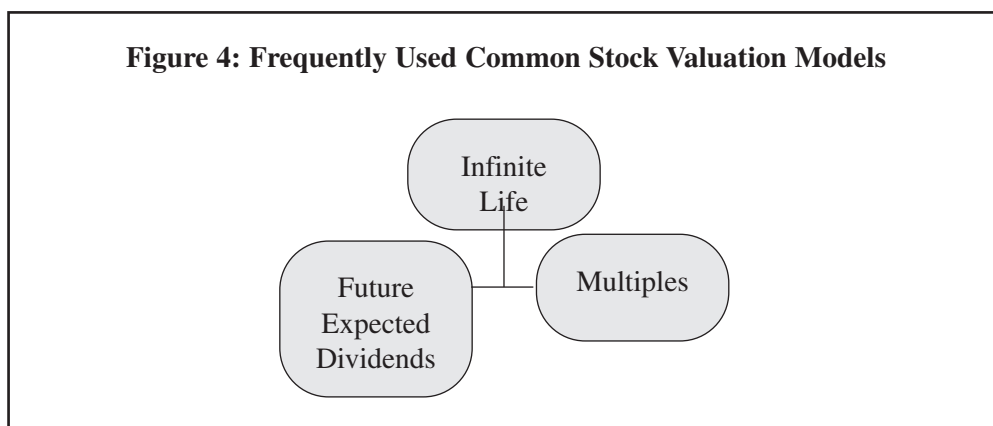 Figure 4: Frequently Used Common Stock Valuation Models
Infinite
Life
Future
Expected
Dividends
Multiples